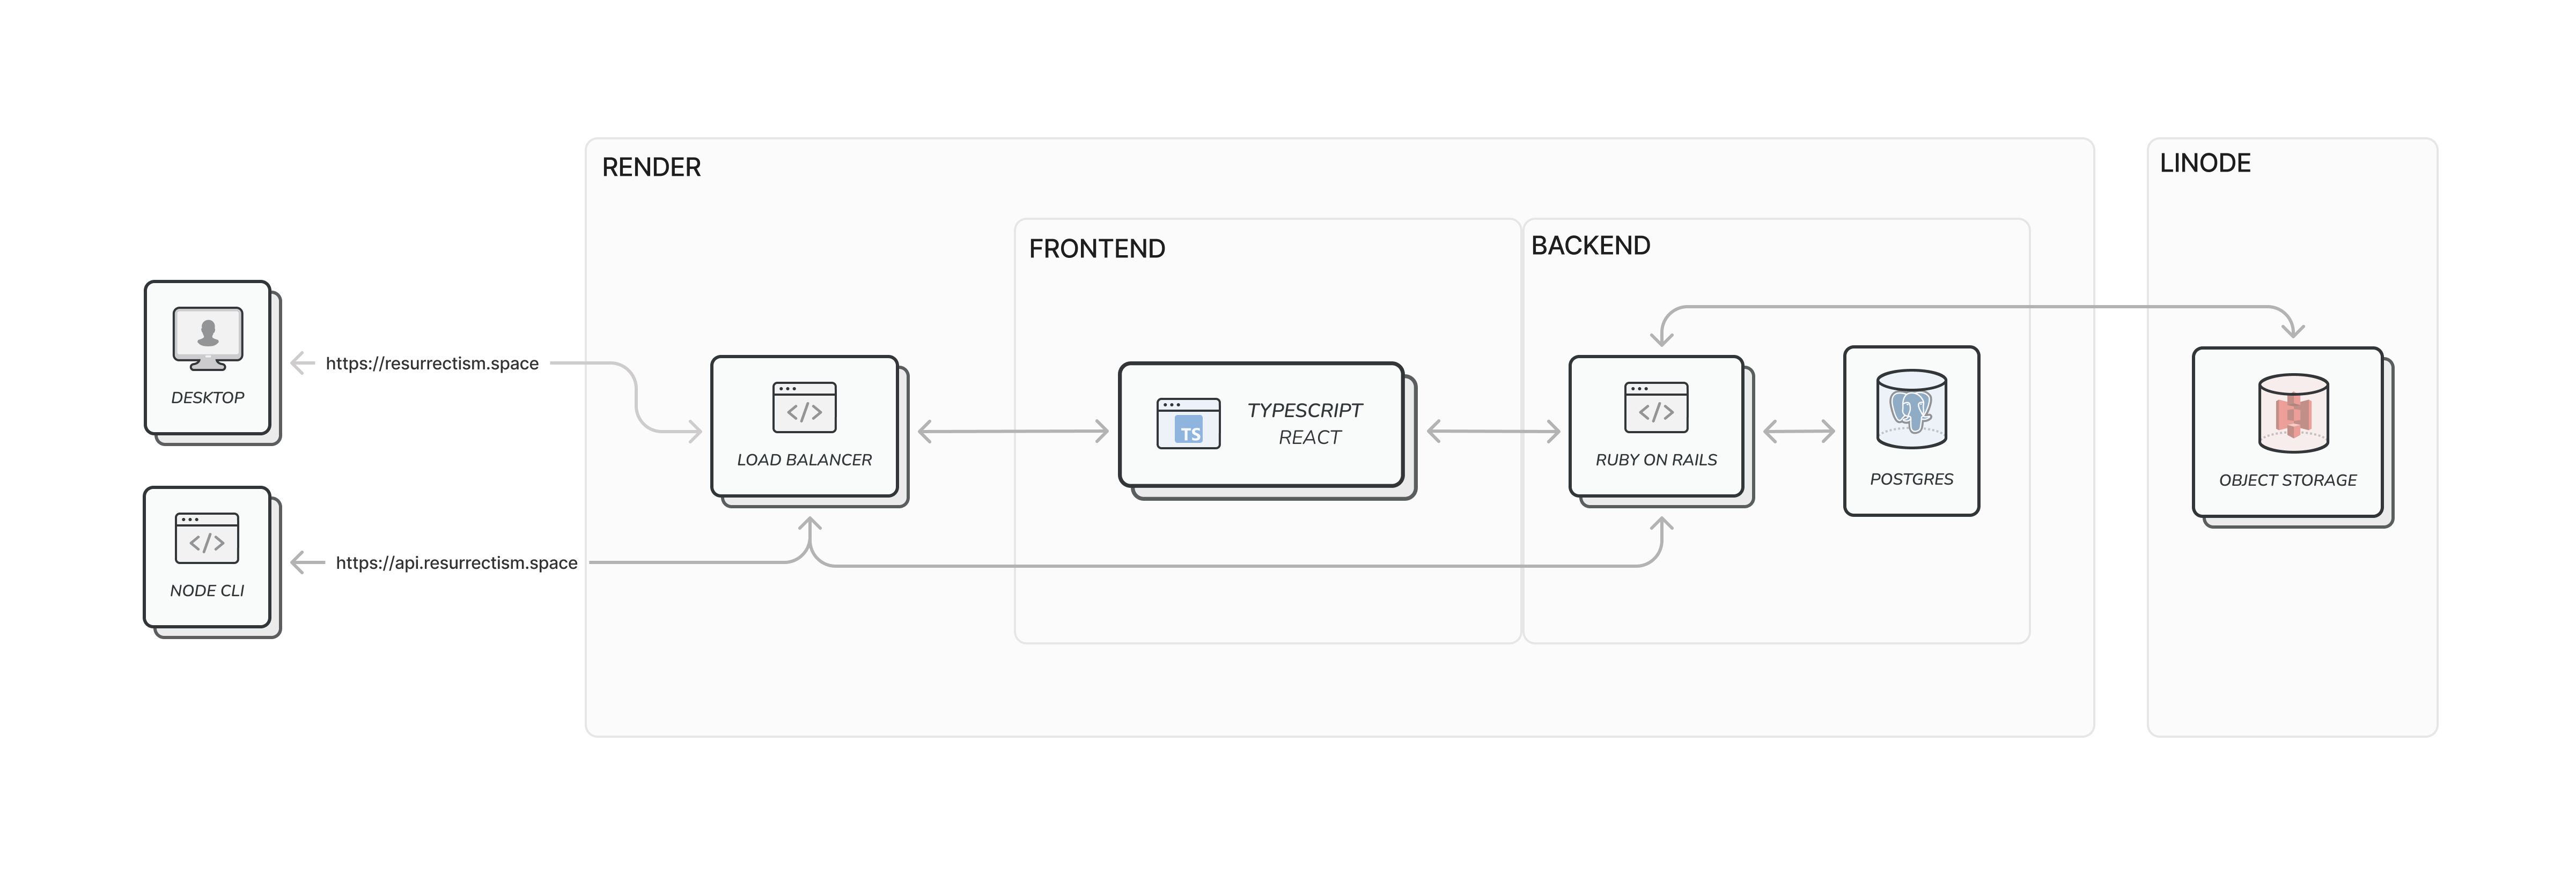 RENDER
LINODE
FRONTEND
BACKEND
DESKTOP
https://resurrectism.space
LOAD BALANCER
TS
TYPESCRIPT
REACT
RUBY ON RAILS
POSTGRES
OBJECT STORAGE
NODE CLI
https://api.resurrectism.space